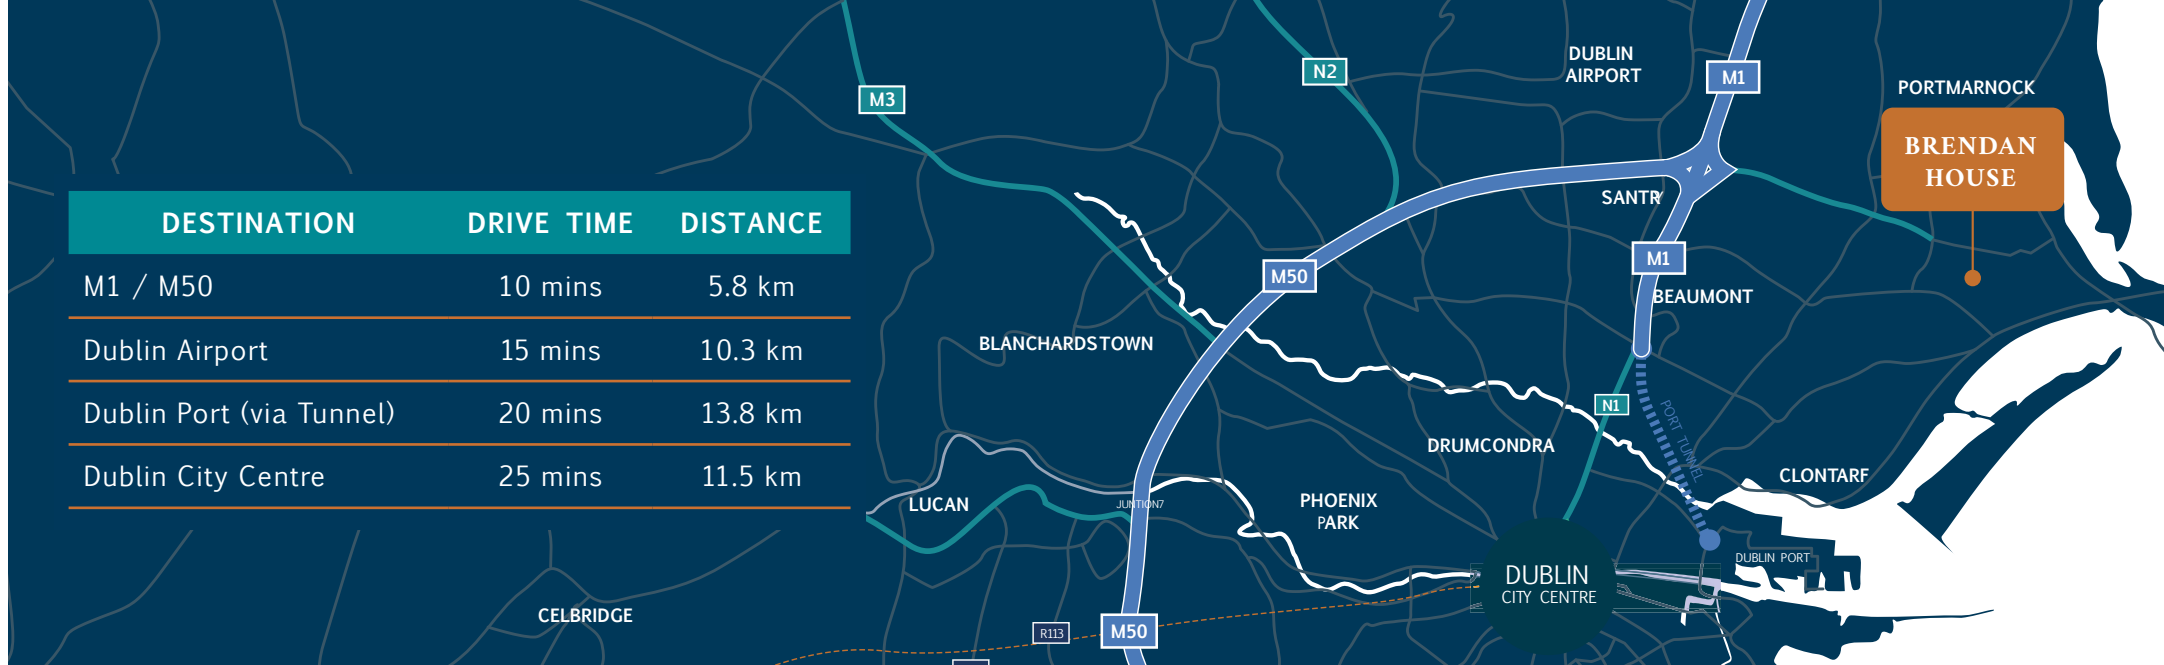 DESTINATION DRIVE TIME DISTANCE
M1 / M50 10 mins 5.8 km
Dublin Airport 15 mins 10.3 km
Dublin Port (via Tunnel) 20 mins 13.8 km
Dublin City Centre 25 mins 11.5 km
M3
N2
DUBLIN
AIRPORT
M1
PORTMARNOCK
BRENDAN
HOUSE
SANTRY
M1
M50
BEAUMONT
BLANCHARDSTOWN
N1
PORT TUNNEL
DRUMCONDRA
CLONTARF
LUCAN
JUNTION7
PHOENIX
PARK
DUBLIN PORT
DUBLIN
CITY CENTRE
CELBRIDGE
R113
M50